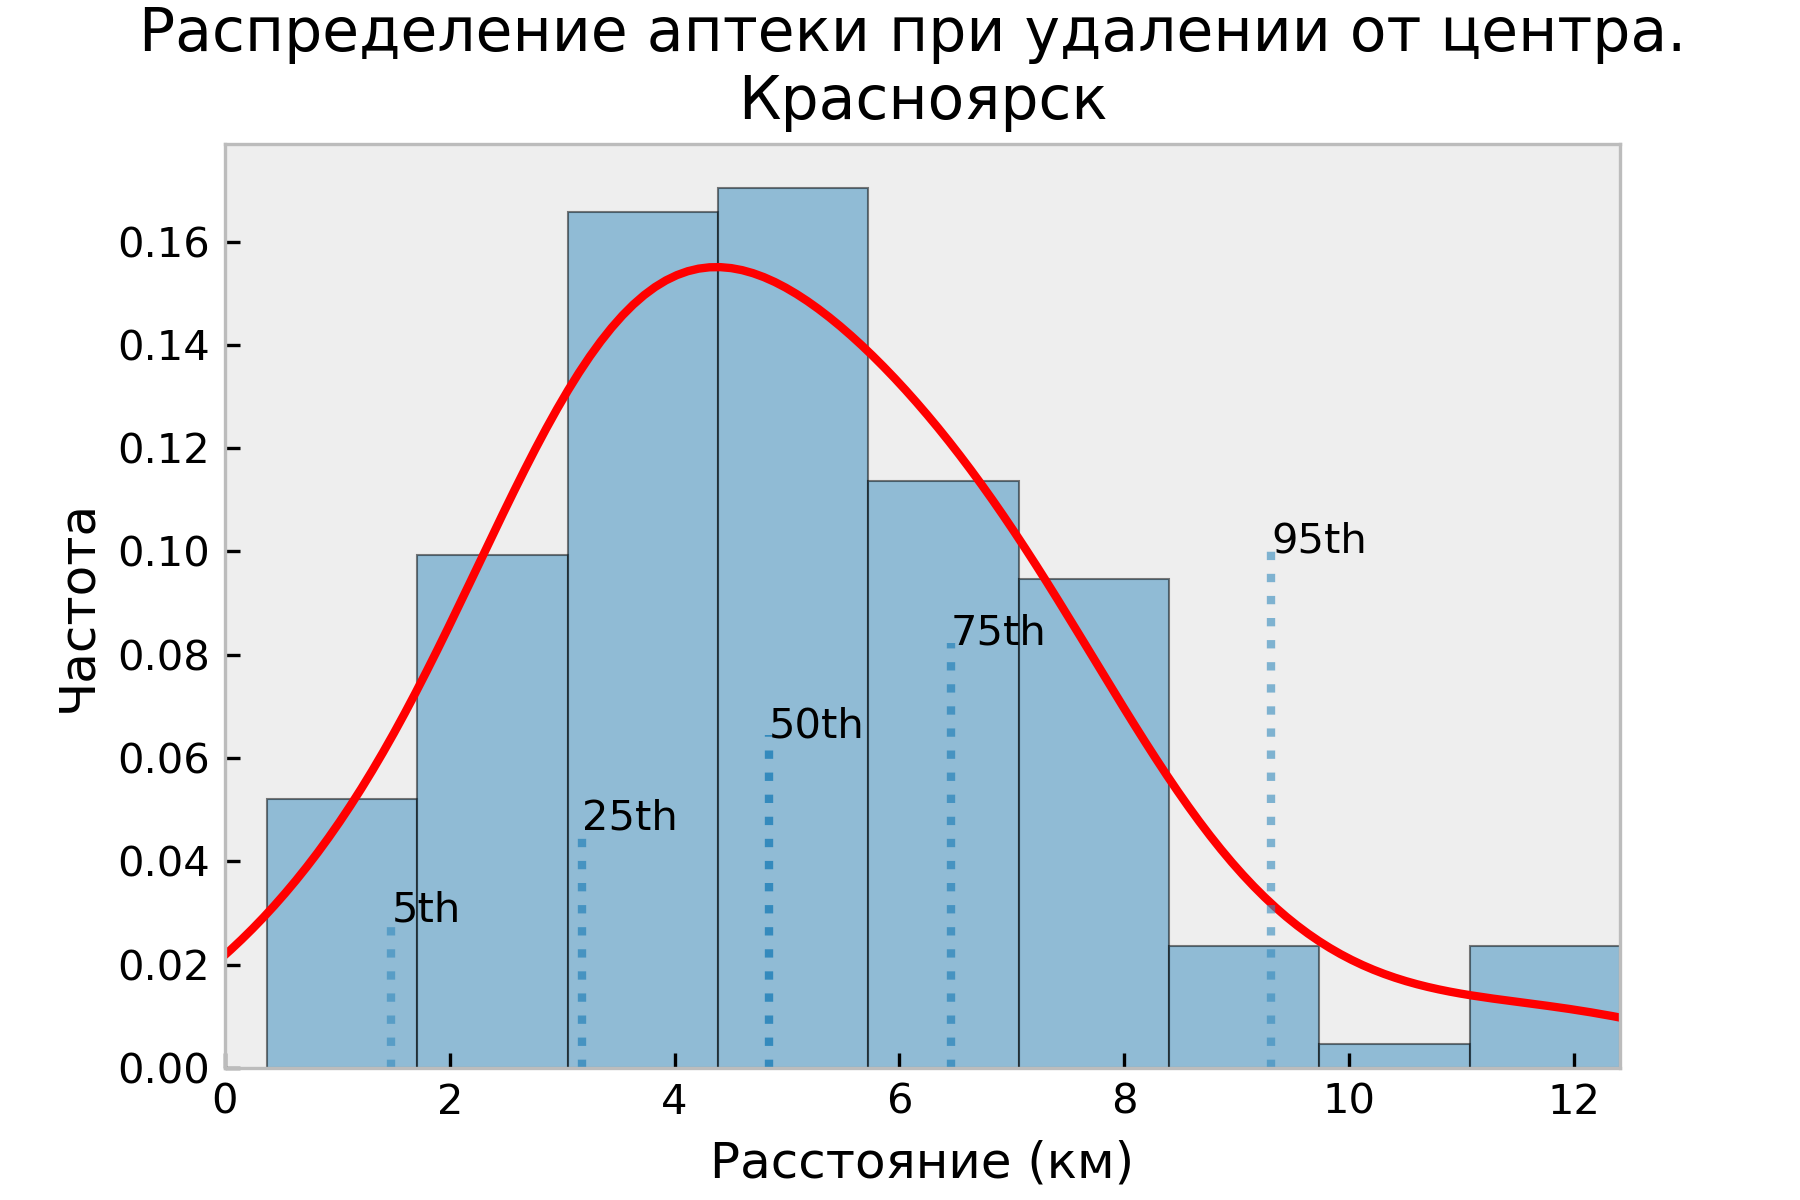 Распределение аптеки при удалении от центра.
Красноярск
0.16
0.14
0.12
0.10
0.08
0.06
0.04
0.02
0.00
Частота
95th
75th
50th
25th
5th
0 2 4 6 8 10 12
Расстояние (км)